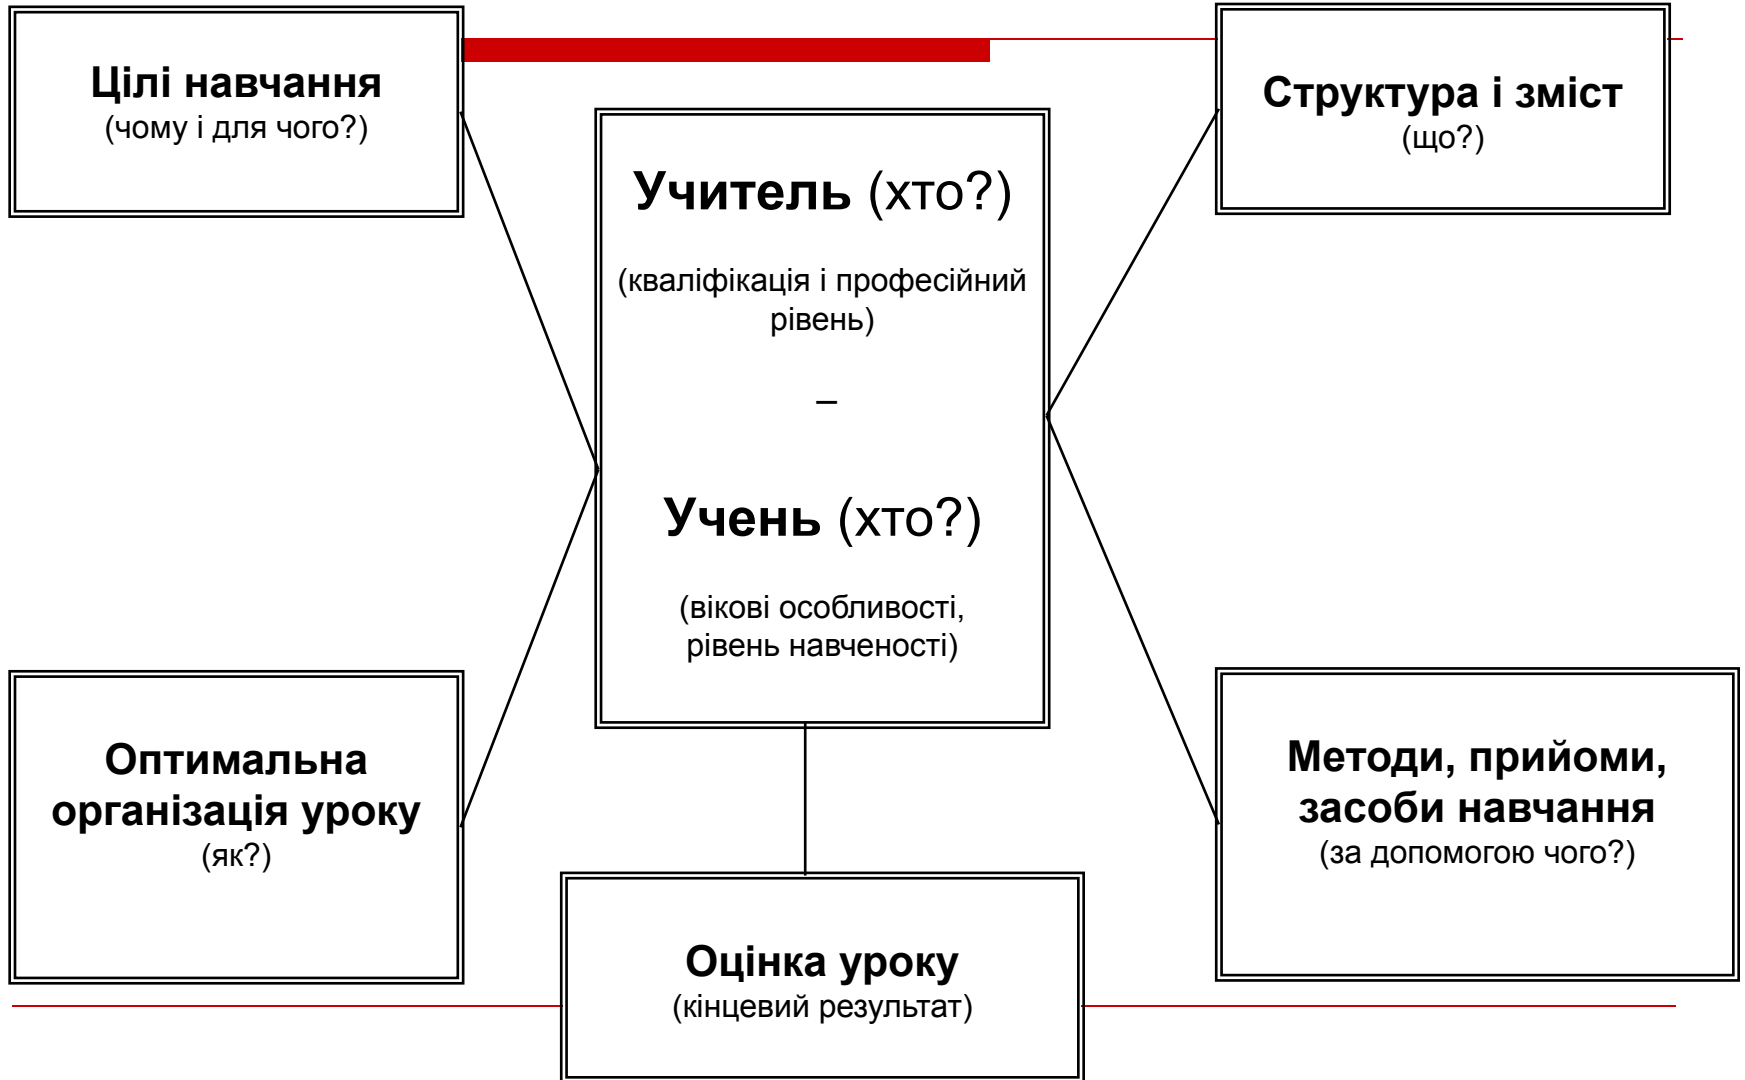 Цілі навчання
(чому і для чого?)
Структура і зміст
(що?)
Учитель (хто?)
(кваліфікація і професійний
рівень)
–
Учень (хто?)
(вікові особливості,
рівень навченості)
Оптимальна
організація уроку
(як?)
Методи, прийоми,
засоби навчання
(за допомогою чого?)
Оцінка уроку
(кінцевий результат)